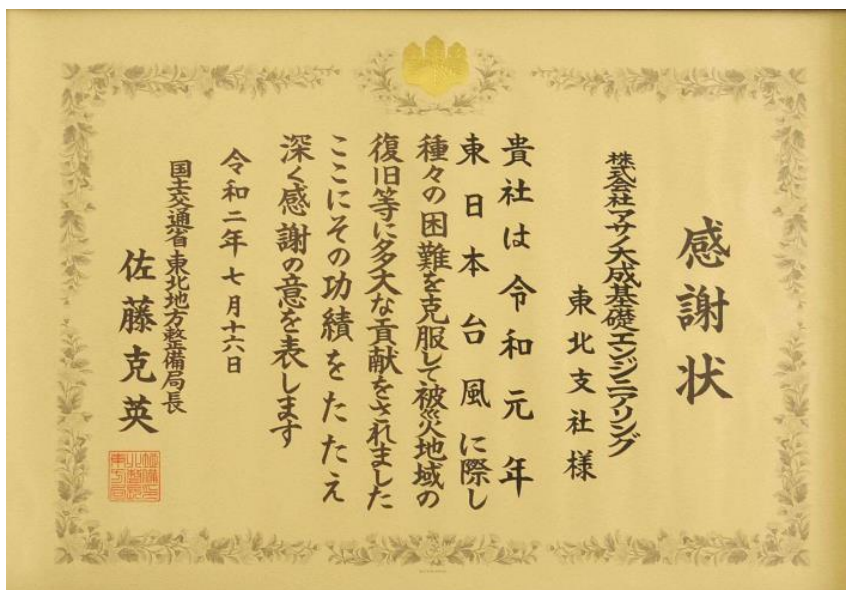 感謝状
株式会社アサノ大成基礎エンジニアリング
東北支社様
貴社は令和元年
東日本台風に際し
種々の困難を克服して被災地域の
復旧等に多大な貢献をされました
ここにその功績をたたえ
深く感謝の意を表します
令和二年七月十六日
国土交通省東北地方整備局長
佐藤克英